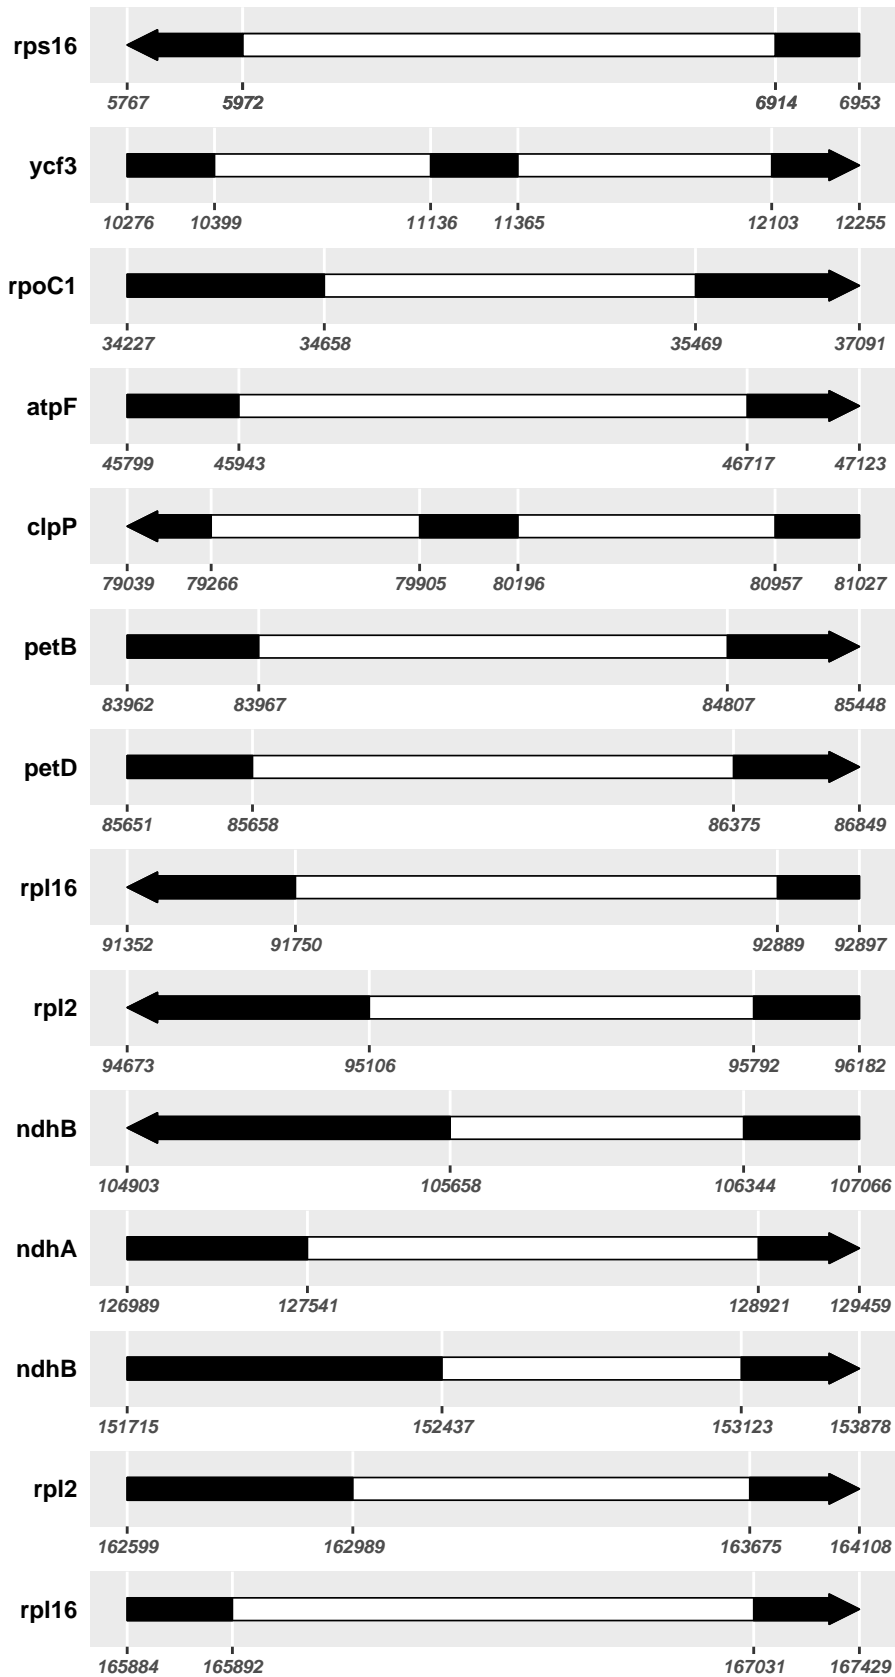 rps16
5767 5972 6914 6953
ycf3
10276 10399 11136 11365 12103 12255
rpoC1
34227 34658 35469 37091
atpF
45799 45943 46717 47123
clpP
79039 79266 79905 80196 80957 81027
petB
83962 83967 84807 85448
petD
85651 85658 86375 86849
rpl16
91352 91750 92889 92897
rpl2
94673 95106 95792 96182
ndhB
104903 105658 106344 107066
ndhA
126989 127541 128921 129459
ndhB
151715 152437 153123 153878
rpl2
162599 162989 163675 164108
rpl16
165884 165892 167031 167429